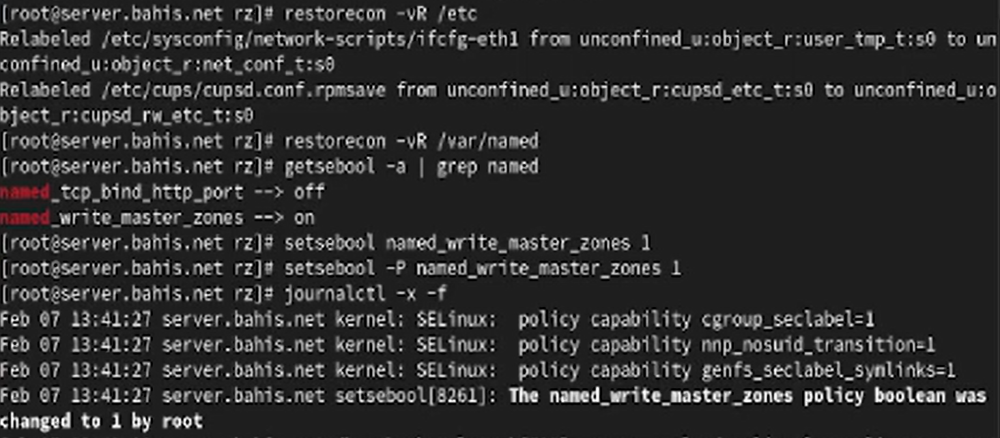 [root@server.bahis.net rz]# restorecon -vR /etc
Relabeled /etc/sysconfig/network-scripts/ifcfg-eth1 from unconfined_u:object_r:user_tmp_t:s0 to un
confined_u:object_r:net_conf_t:s0
Relabeled /etc/cups/cupsd.conf.rpmsave from unconfined_u:object_r:cupsd_etc_t:s0 to unconfined_u:o
bject_r:cupsd_rw_etc_t:s0
[root@server.bahis.net rz]# restorecon -vR /var/named
[root@server.bahis.net rz]# getsebool -a | grep named
named_tcp_bind_http_port --> off
named_write_master_zones --> on
[root@server.bahis.net rz]# setsebool named_write_master_zones 1
[root@server.bahis.net rz]# setsebool -P named_write_master_zones 1
[root@server.bahis.net rz]# journalctl -x -f
Feb 07 13:41:27 server.bahis.net kernel: SELinux:  policy capability cgroup_seclabel=1
Feb 07 13:41:27 server.bahis.net kernel: SELinux:  policy capability nnp_nosuid_transition=1
Feb 07 13:41:27 server.bahis.net kernel: SELinux:  policy capability genfs_seclabel_symlinks=1
Feb 07 13:41:27 server.bahis.net setsebool[8261]: The named_write_master_zones policy boolean was
changed to 1 by root